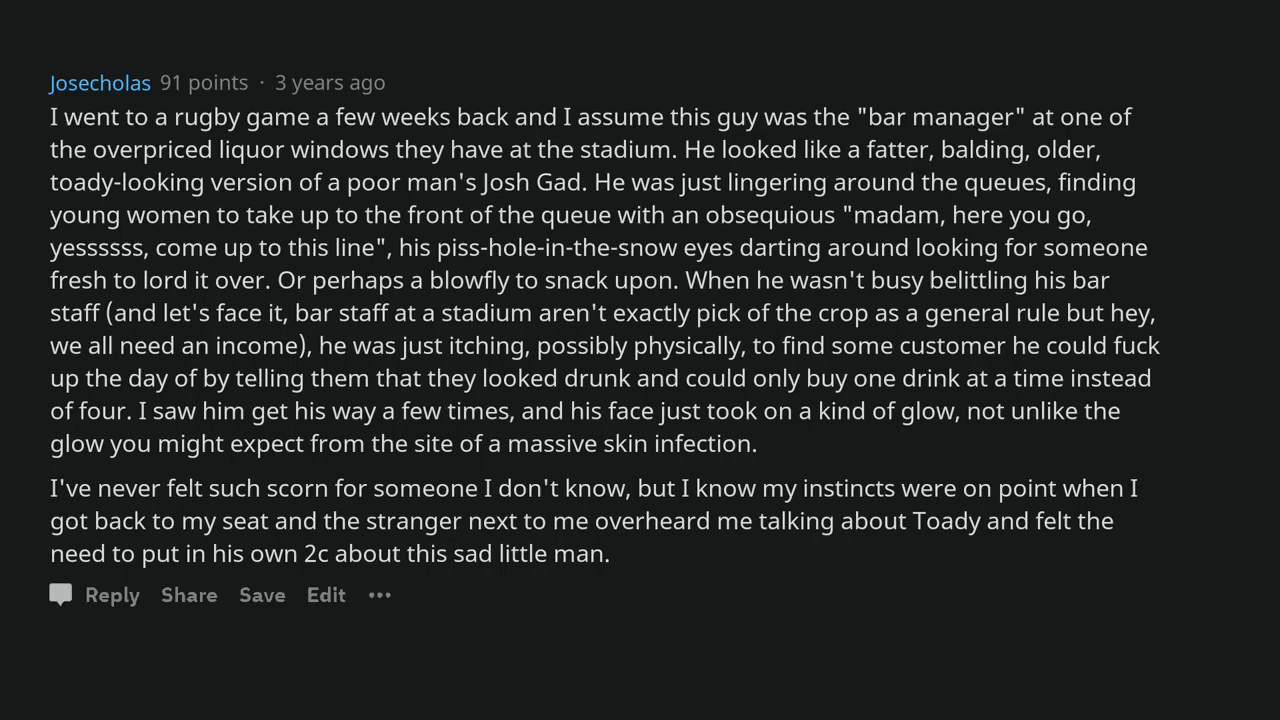 Josecholas 91 points · 3 years ago
I went to a rugby game a few weeks back and I assume this guy was the "bar manager" at one of
the overpriced liquor windows they have at the stadium. He looked like a fatter, balding, older,
toady-looking version of a poor man's Josh Gad. He was just lingering around the queues, finding
young women to take up to the front of the queue with an obsequious "madam, here you go,
yessssss, come up to this line", his piss-hole-in-the-snow eyes darting around looking for someone
fresh to lord it over. Or perhaps a blowfly to snack upon. When he wasn't busy belittling his bar
staff (and let's face it, bar staff at a stadium aren't exactly pick of the crop as a general rule but hey,
we all need an income), he was just itching, possibly physically, to find some customer he could fuck
up the day of by telling them that they looked drunk and could only buy one drink at a time instead
of four. I saw him get his way a few times, and his face just took on a kind of glow, not unlike the
glow you might expect from the site of a massive skin infection.
I've never felt such scorn for someone I don't know, but I know my instincts were on point when I
got back to my seat and the stranger next to me overheard me talking about Toady and felt the
need to put in his own 2c about this sad little man.
Reply Share Save Edit •••